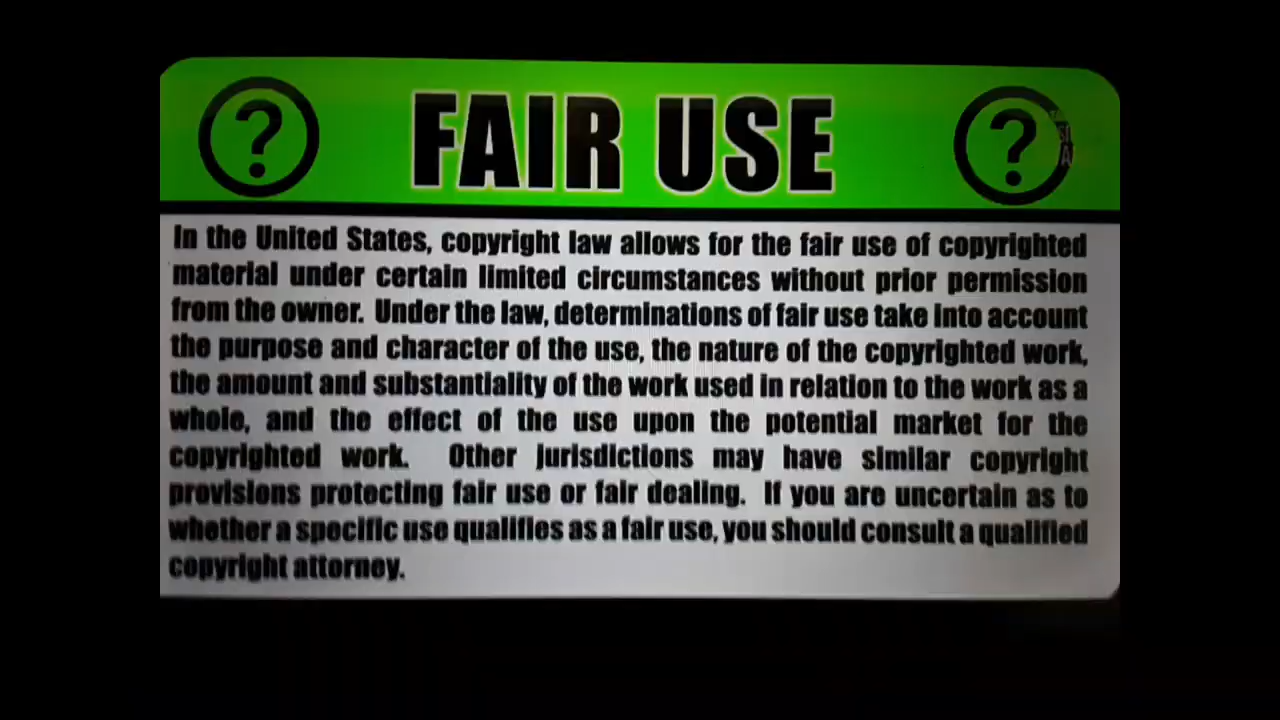 ? FAIR USE ?
In the United States, copyright law allows for the fair use of copyrighted
material under certain limited circumstances without prior permission
from the owner. Under the law, determinations of fair use take into account
the purpose and character of the use, the nature of the copyrighted work,
the amount and substantiality of the work used in relation to the work as a
whole, and the effect of the use upon the potential market for the
copyrighted work. Other jurisdictions may have similar copyright
provisions protecting fair use or fair dealing. If you are uncertain as to
whether a specific use qualifies as a fair use, you should consult a qualified
copyright attorney.